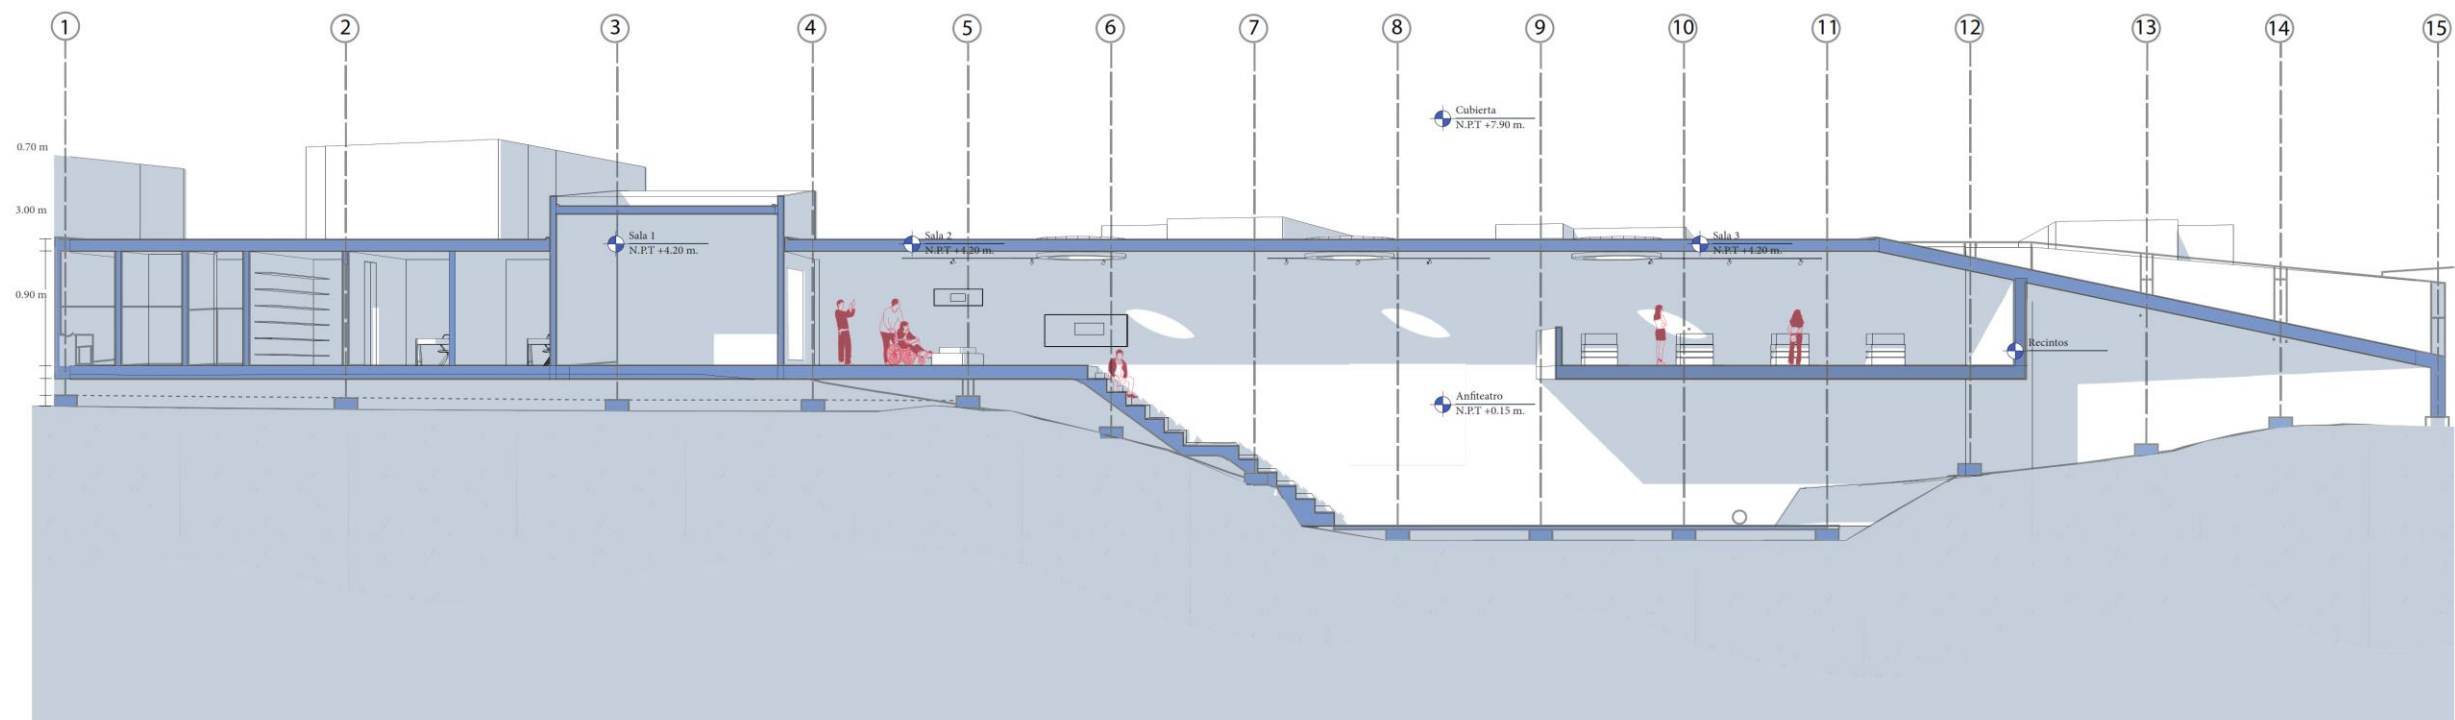 1 2 3 4 5 6 7 8 9 10 11 12 13 14 15
Cubierta
N.P.T +7.90 m.
0.70 m
3.00 m
Sala 1
N.P.T +4.20 m.
Sala 2
N.P.T +4.20 m.
Sala 3
N.P.T +4.20 m.
0.90 m
Recintos
Anfiteatro
N.P.T +0.15 m.